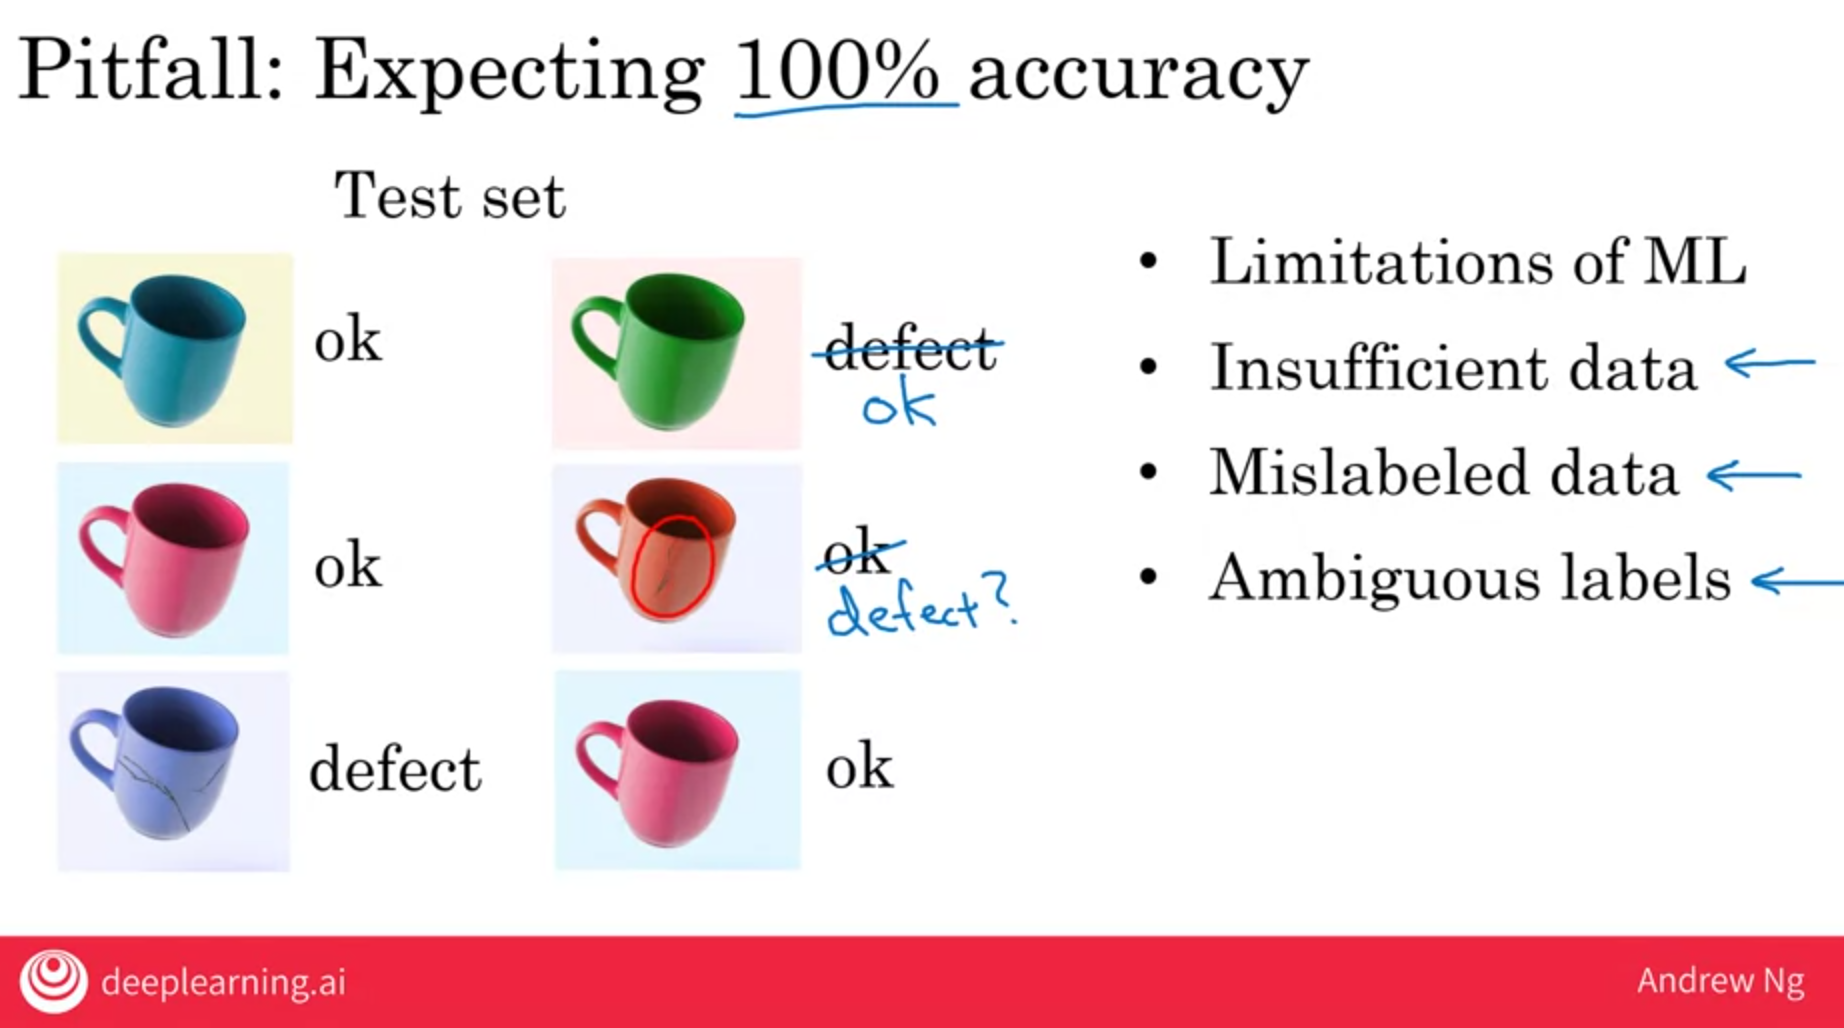 Pitfall: Expecting 100% accuracy
Test set
ok
defect
ok
ok
ok
defect?
defect
ok
• Limitations of ML
• Insufficient data
• Mislabeled data
• Ambiguous labels
deeplearning.ai
Andrew Ng